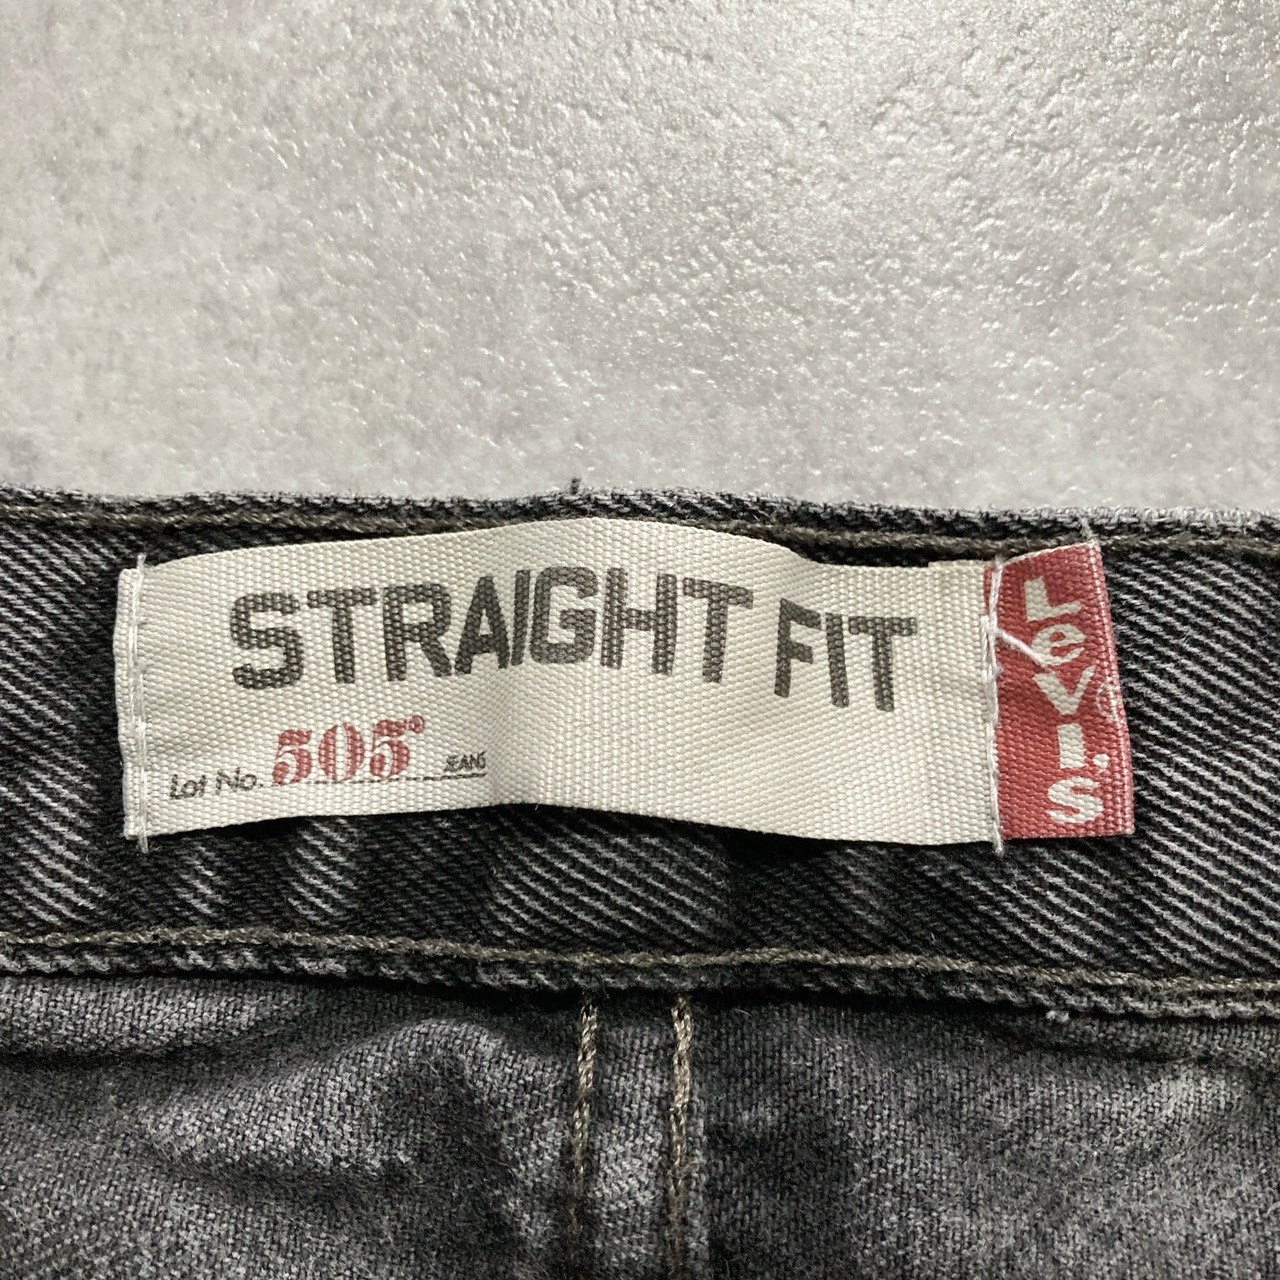 STRAIGHT FIT
Lot No. 505® JEANS
Levi's